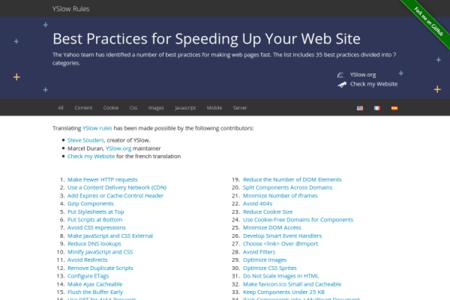 YSlow Rules
Fork me on GitHub
Best Practices for Speeding Up Your Web Site
The Yahoo team has identified a number of best practices for making web pages fast. The list includes 35 best practices divided into 7
categories.
YSlow.org
Check my Website
All Content Cookie Css Images Javascript Mobile Server
Translating YSlow rules has been made possible by the following contributors:
Steve Souders, creator of YSlow.
Marcel Duran, YSlow.org maintainer
Check my Website for the french translation
1. Make Fewer HTTP requests
2. Use a Content Delivery Network (CDN)
3. Add Expires or Cache-Control Header
4. Gzip Components
5. Put Stylesheets at Top
6. Put Scripts at Bottom
7. Avoid CSS expressions
8. Make JavaScript and CSS External
9. Reduce DNS lookups
10. Minify JavaScript and CSS
11. Avoid Redirects
12. Remove Duplicate Scripts
13. Configure ETags
14. Make Ajax Cacheable
15. Flush the Buffer Early
19. Reduce the Number of DOM Elements
20. Split Components Across Domains
21. Minimize Number of iframes
22. Avoid 404s
23. Reduce Cookie Size
24. Use Cookie-Free Domains for Components
25. Minimize DOM Access
26. Develop Smart Event Handlers
27. Choose <link> Over @import
28. Avoid Filters
29. Optimize Images
30. Optimize CSS Sprites
31. Do Not Scale Images in HTML
32. Make favicon.ico Small and Cacheable
33. Keep Components Under 25 KB